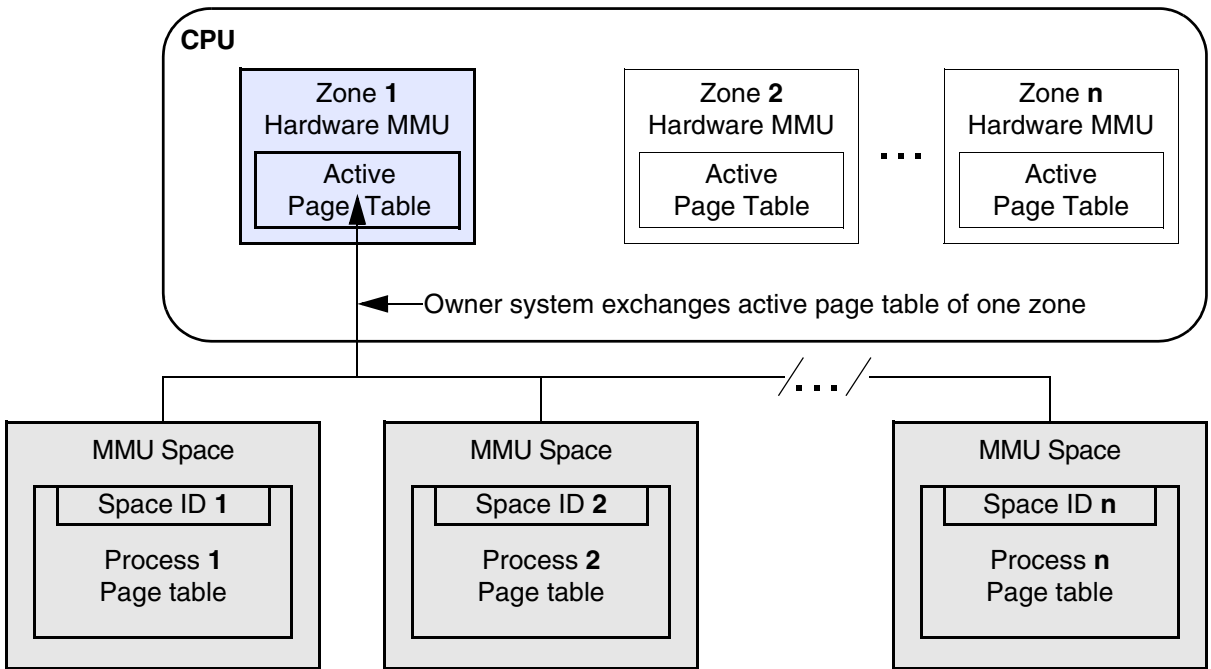 CPU
Zone 1
Hardware MMU
Active
Page Table
Zone 2
Hardware MMU
Active
Page Table
...
Zone n
Hardware MMU
Active
Page Table
Owner system exchanges active page table of one zone
/.../
MMU Space
Space ID 1
Process 1
Page table
MMU Space
Space ID 2
Process 2
Page table
MMU Space
Space ID n
Process n
Page table